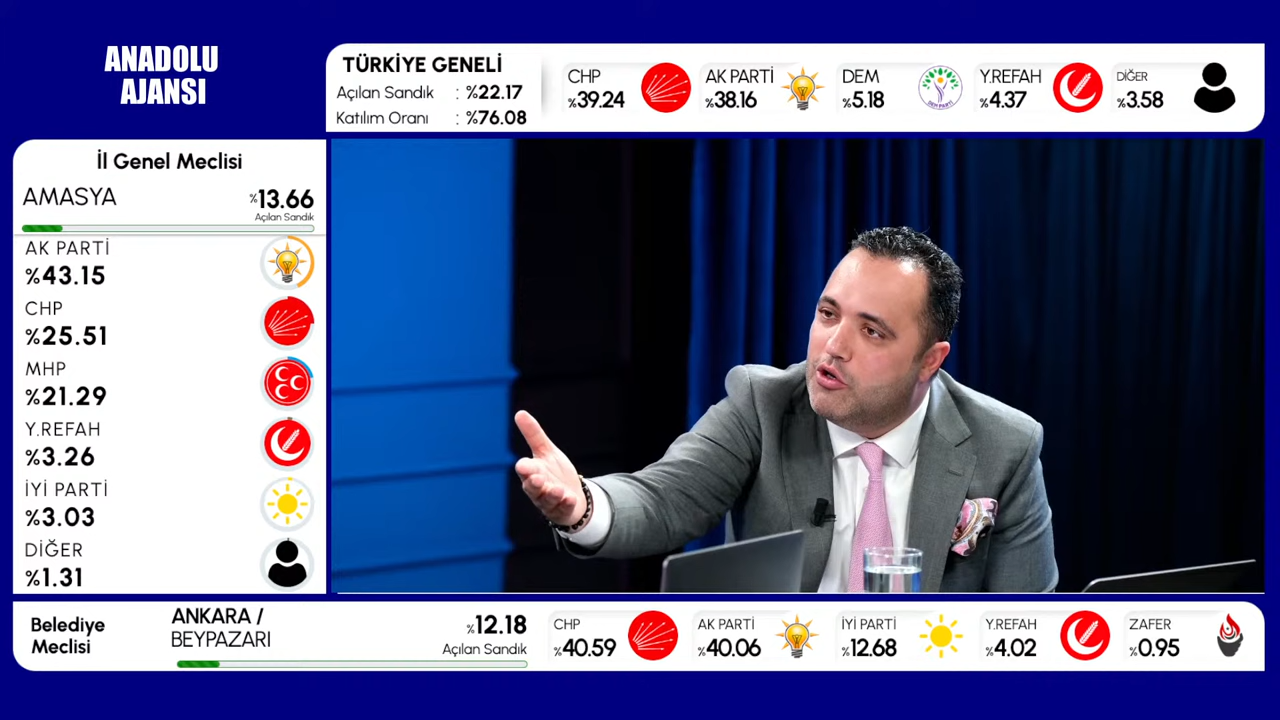 ANADOLU
AJANSI
TÜRKİYE GENELİ
Açılan Sandık : %22.17
Katılım Oranı : %76.08
CHP
%39.24
AK PARTİ
%38.16
DEM
%5.18
DEM PARTİ
Y.REFAH
%4.37
DİĞER
%3.58
İl Genel Meclisi
AMASYA
%13.66
Açılan Sandık
AK PARTİ
%43.15
CHP
%25.51
MHP
%21.29
Y.REFAH
%3.26
İYİ PARTİ
%3.03
DİĞER
%1.31
Belediye
Meclisi
ANKARA /
BEYPAZARI
%12.18
Açılan Sandık
CHP
%40.59
AK PARTİ
%40.06
İYİ PARTİ
%12.68
Y.REFAH
%4.02
ZAFER
%0.95